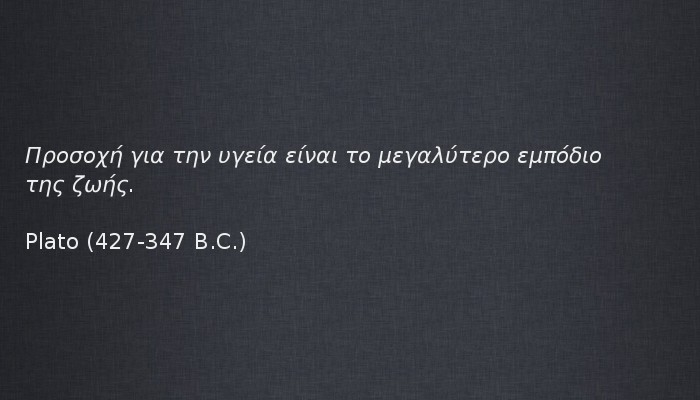 Προσοχή για την υγεία είναι το μεγαλύτερο εμπόδιο
της ζωής.
Plato (427-347 B.C.)